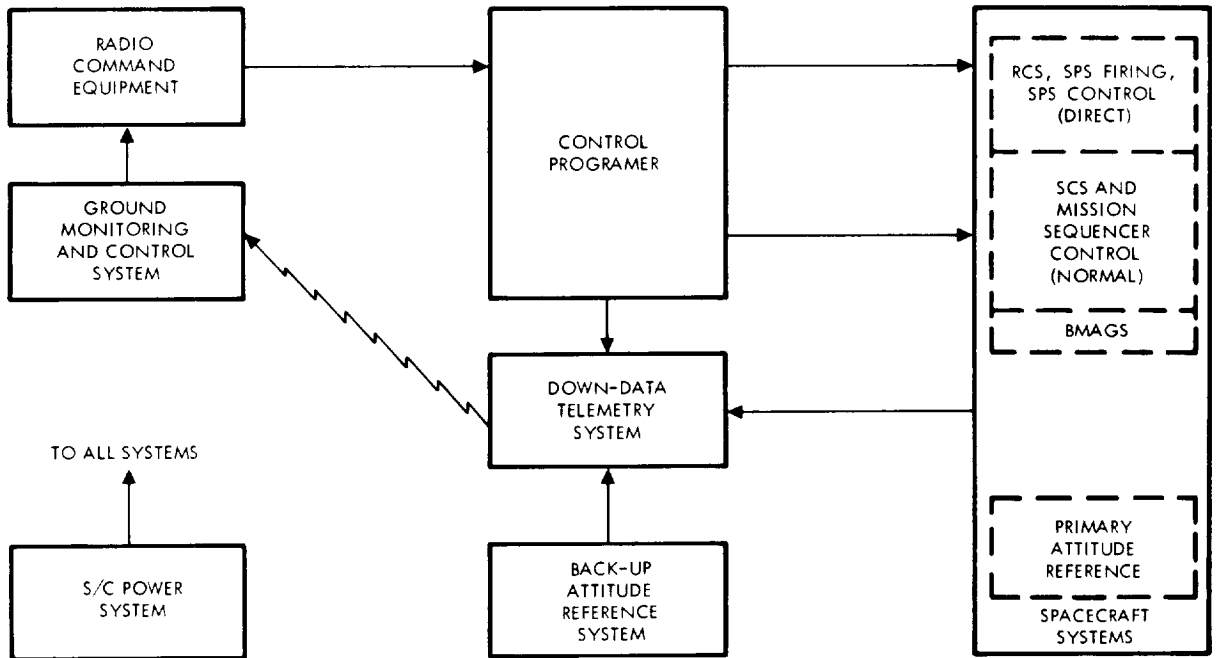 RADIO
COMMAND
EQUIPMENT
GROUND
MONITORING
AND CONTROL
SYSTEM
TO ALL SYSTEMS
S/C POWER
SYSTEM
CONTROL
PROGRAMER
DOWN-DATA
TELEMETRY
SYSTEM
BACK-UP
ATTITUDE
REFERENCE
SYSTEM
RCS, SPS FIRING,
SPS CONTROL
(DIRECT)
SCS AND
MISSION
SEQUENCER
CONTROL
(NORMAL)
BMAGS
PRIMARY
ATTITUDE
REFERENCE
SPACECRAFT
SYSTEMS